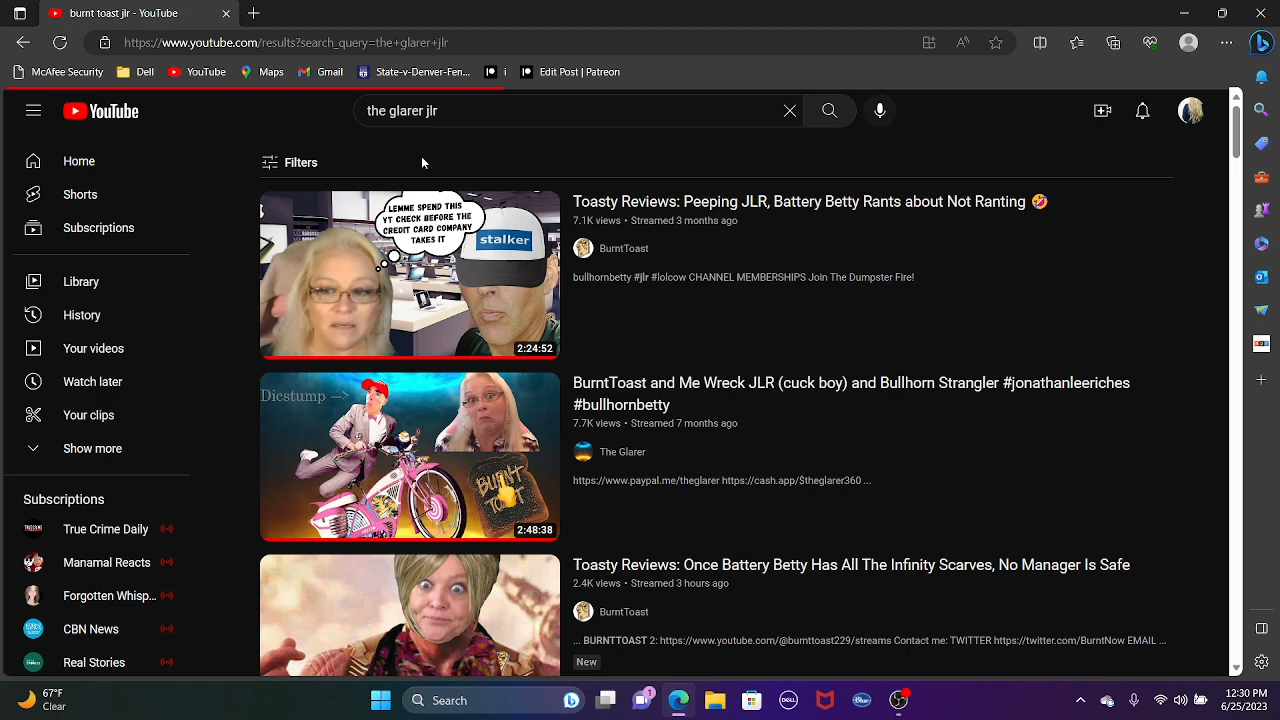 burnt toast jlr - YouTube
https://www.youtube.com/results?search_query=the+glarer+jlr
McAfee Security Dell YouTube Maps Gmail State-v-Denver-Fen... i Edit Post | Patreon
YouTube
the glarer jlr
Home
Shorts
Subscriptions
Library
History
Your videos
Watch later
Your clips
Show more
Subscriptions
True Crime Daily
Manamal Reacts
Forgotten Whisp...
CBN News
Real Stories
Filters
LEMME SPEND THIS
YT CHECK BEFORE THE
CREDIT CARD COMPANY
TAKES IT
stalker
2:24:52
Toasty Reviews: Peeping JLR, Battery Betty Rants about Not Ranting 🤣
7.1K views • Streamed 3 months ago
BurntToast
bullhornbetty #jlr #lolcow CHANNEL MEMBERSHIPS Join The Dumpster Fire!
Dicstump —>
BURNT
TOAST
2:48:38
BurntToast and Me Wreck JLR (cuck boy) and Bullhorn Strangler #jonathanleeriches
#bullhornbetty
7.7K views • Streamed 7 months ago
The Glarer
https://www.paypal.me/theglarer https://cash.app/$theglarer360 ...
Toasty Reviews: Once Battery Betty Has All The Infinity Scarves, No Manager Is Safe
2.4K views • Streamed 3 hours ago
BurntToast
... BURNTTOAST 2: https://www.youtube.com/@burnttoast229/streams Contact me: TWITTER https://twitter.com/BurntNow EMAIL ...
New
67°F
Clear
Search
DELL
12:30 PM
6/25/2023